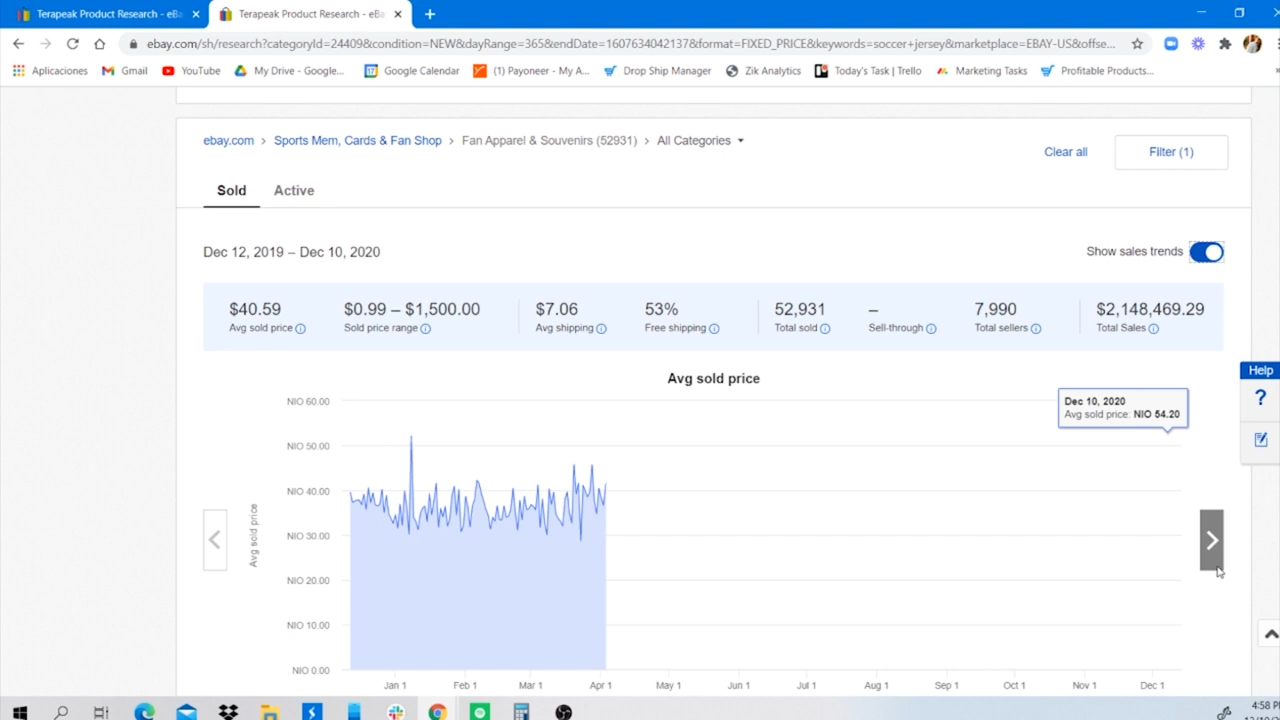 Terapeak Product Research - eBa
Terapeak Product Research - eBa
ebay.com/sh/research?categoryId=24409&condition=NEW&dayRange=365&endDate=1607634042137&format=FIXED_PRICE&keywords=soccer+jersey&marketplace=EBAY-US&offse...
Aplicaciones Gmail YouTube My Drive - Google... Google Calendar (1) Payoneer - My A... Drop Ship Manager Zik Analytics Today's Task | Trello Marketing Tasks Profitable Products...
ebay.com > Sports Mem, Cards & Fan Shop > Fan Apparel & Souvenirs (52931) > All Categories
Clear all Filter (1)
Sold Active
Dec 12, 2019 – Dec 10, 2020 Show sales trends
$40.59 $0.99 – $1,500.00 $7.06 53% 52,931 – 7,990 $2,148,469.29
Avg sold price Sold price range Avg shipping Free shipping Total sold Sell-through Total sellers Total Sales
Help
?
Avg sold price
Dec 10, 2020
Avg sold price: NIO 54.20
NIO 60.00
NIO 50.00
NIO 40.00
NIO 30.00
NIO 20.00
NIO 10.00
NIO 0.00
Avg sold price
Jan 1 Feb 1 Mar 1 Apr 1 May 1 Jun 1 Jul 1 Aug 1 Sep 1 Oct 1 Nov 1 Dec 1
4:58 P